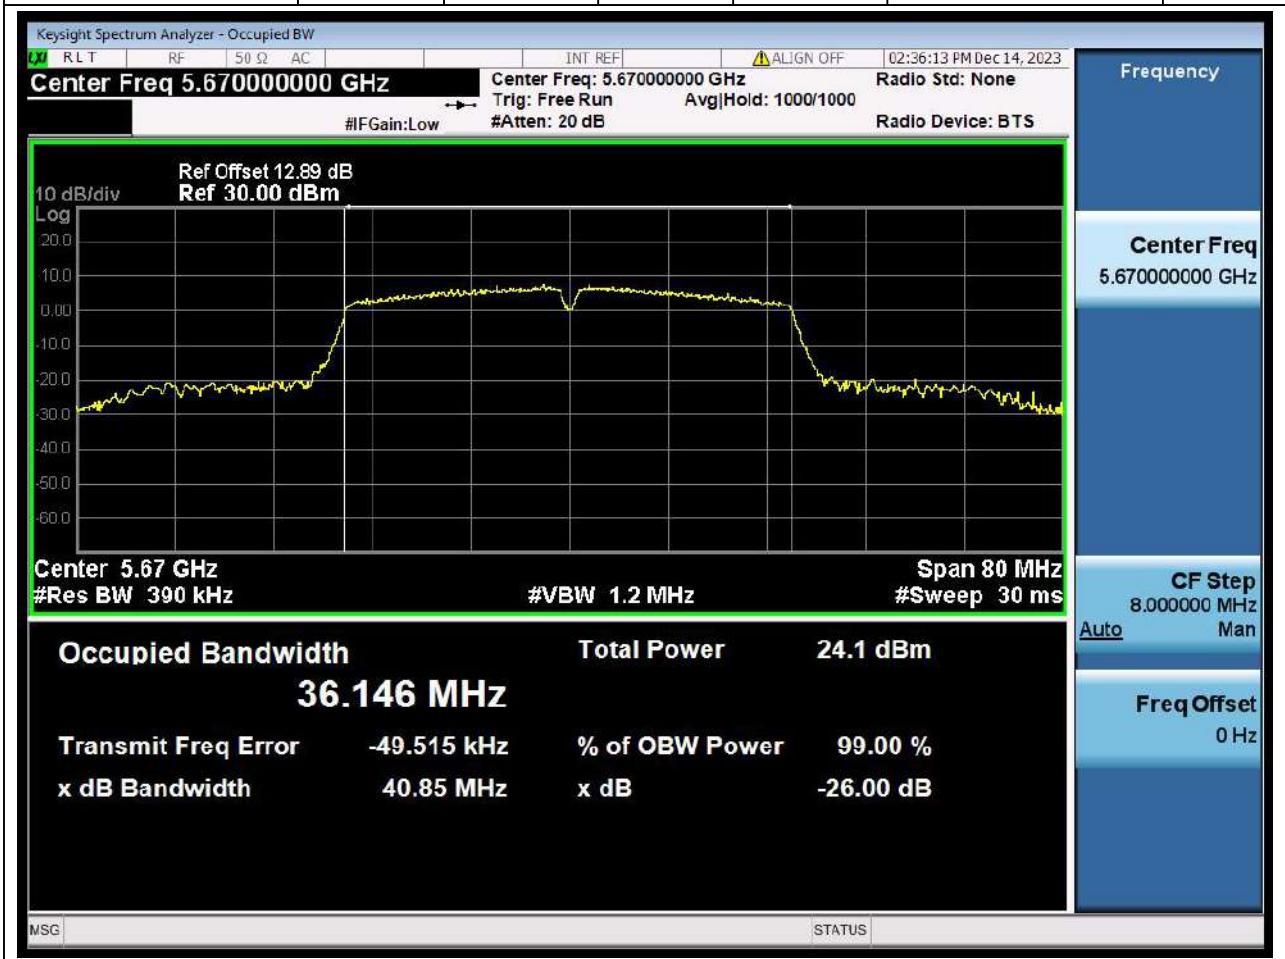 Keysight Spectrum Analyzer - Occupied BW
LXI RLT RF 50 Ω AC INT REF ALIGN OFF 02:36:13 PM Dec 14, 2023
Center Freq 5.670000000 GHz
Center Freq: 5.670000000 GHz
Radio Std: None
Trig: Free Run Avg|Hold: 1000/1000
#IFGain:Low
#Atten: 20 dB
Radio Device: BTS
Ref Offset 12.89 dB
10 dB/div Ref 30.00 dBm
Log
20.0
10.0
0.00
-10.0
-20.0
-30.0
-40.0
-50.0
-60.0
Center 5.67 GHz Span 80 MHz
#Res BW 390 kHz #VBW 1.2 MHz #Sweep 30 ms
Occupied Bandwidth Total Power 24.1 dBm
36.146 MHz
Transmit Freq Error -49.515 kHz % of OBW Power 99.00 %
x dB Bandwidth 40.85 MHz x dB -26.00 dB
MSG STATUS
Frequency
Center Freq
5.670000000 GHz
CF Step
8.000000 MHz
Auto Man
Freq Offset
0 Hz